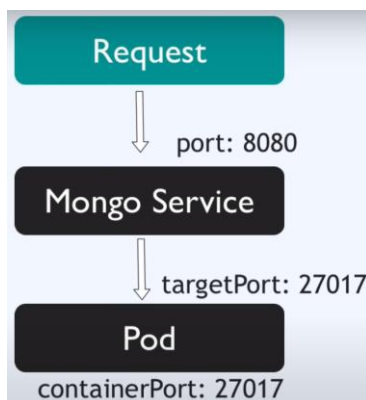 Request
port: 8080
Mongo Service
targetPort: 27017
Pod
containerPort: 27017